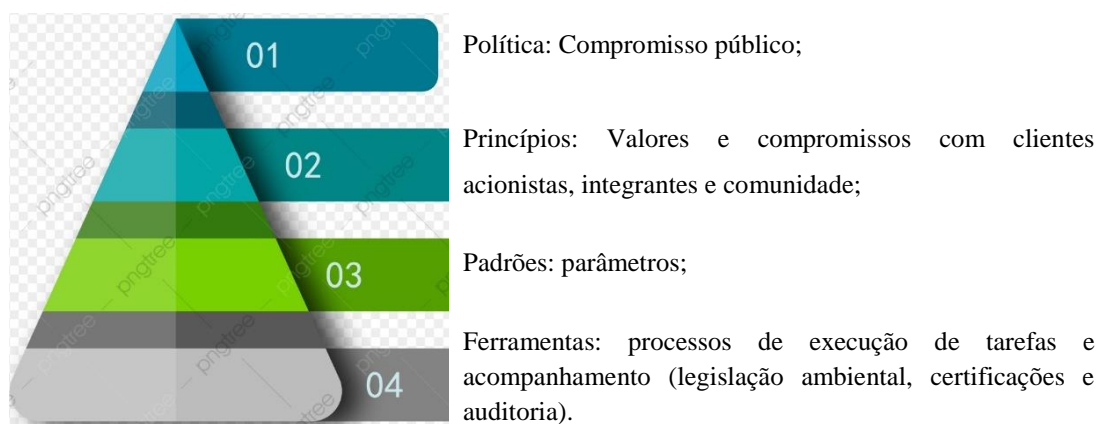 01
Política: Compromisso público;
02
Princípios: Valores e compromissos com clientes
acionistas, integrantes e comunidade;
03
Padrões: parâmetros;
04
Ferramentas: processos de execução de tarefas e
acompanhamento (legislação ambiental, certificações e
auditoria).
pngtree